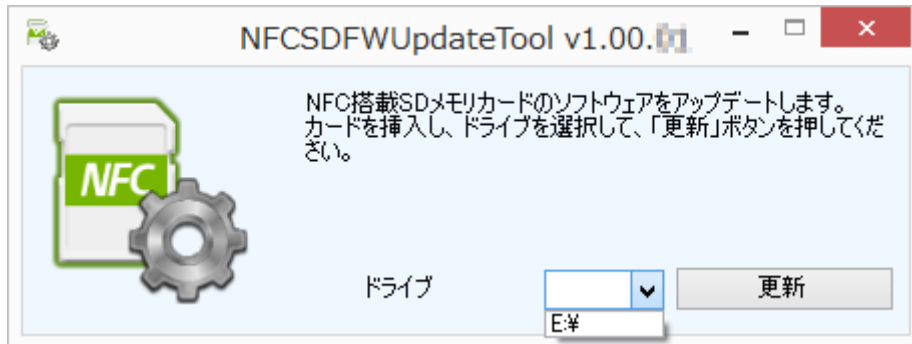 NFCSDFWUpdateTool v1.00.
NFC搭載SDメモリカードのソフトウェアをアップデートします。
カードを挿入し、ドライブを選択して、「更新」ボタンを押してくだ
さい。
NFC
ドライブ
更新
E:¥